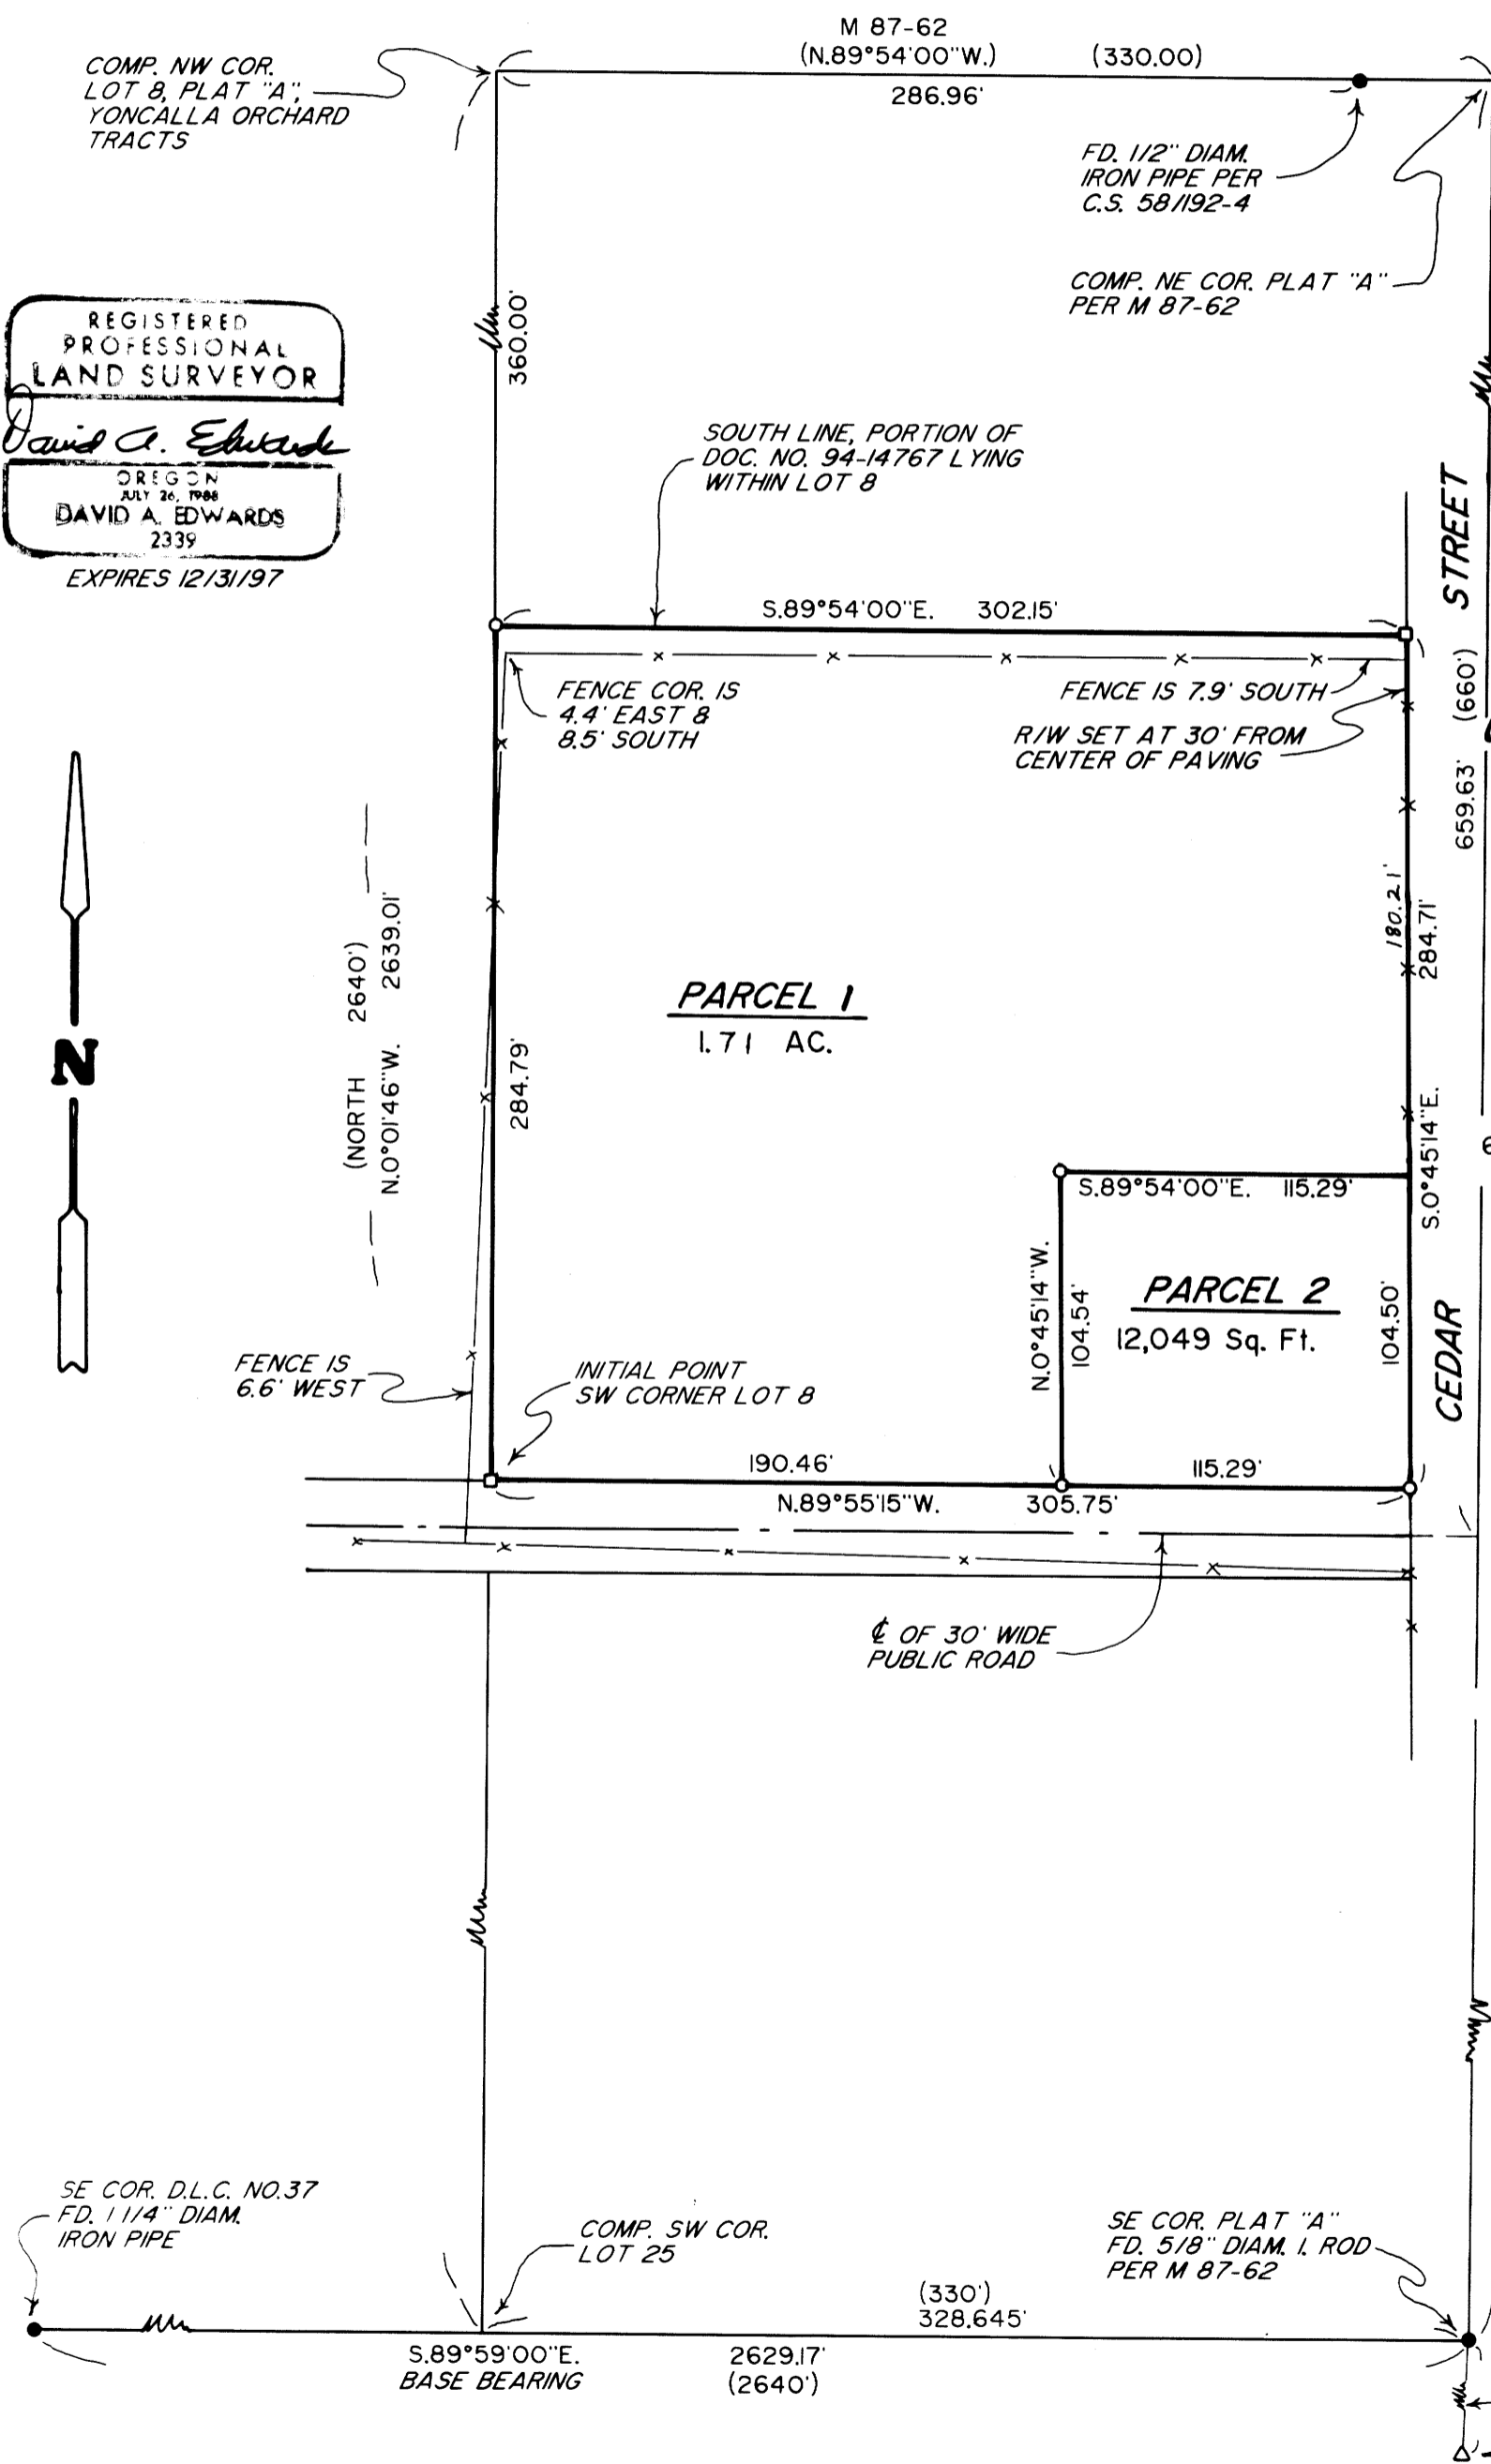 M 87-62
(N.89°54'00"W.) (330.00)
286.96'
COMP. NW COR.
LOT 8, PLAT "A",
YONCALLA ORCHARD
TRACTS
FD. 1/2" DIAM.
IRON PIPE PER
C.S. 58/192-4
COMP. NE COR. PLAT "A"
PER M 87-62
REGISTERED
PROFESSIONAL
LAND SURVEYOR
David A. Edwards
OREGON
JULY 26, 1988
DAVID A. EDWARDS
2339
EXPIRES 12/31/97
360.00'
SOUTH LINE, PORTION OF
DOC. NO. 94-14767 LYING
WITHIN LOT 8
S.89°54'00"E. 302.15'
FENCE COR. IS
4.4' EAST &
8.5' SOUTH
FENCE IS 7.9' SOUTH
R/W SET AT 30' FROM
CENTER OF PAVING
CEDAR STREET
659.63' (660')
180.21'
284.71'
S.0°45'14"E.
(NORTH 2640')
N.0°01'46"W. 2639.01'
N
284.79'
PARCEL 1
1.71 AC.
S.89°54'00"E. 115.29'
N.0°45'14"W.
104.54'
PARCEL 2
12,049 Sq. Ft.
104.50'
FENCE IS
6.6' WEST
INITIAL POINT
SW CORNER LOT 8
190.46'
115.29'
N.89°55'15"W. 305.75'
℄ OF 30' WIDE
PUBLIC ROAD
SE COR. D.L.C. NO.37
FD. 1 1/4" DIAM.
IRON PIPE
COMP. SW COR.
LOT 25
SE COR. PLAT "A"
FD. 5/8" DIAM. I. ROD
PER M 87-62
(330')
328.645'
S.89°59'00"E. 2629.17'
BASE BEARING (2640')